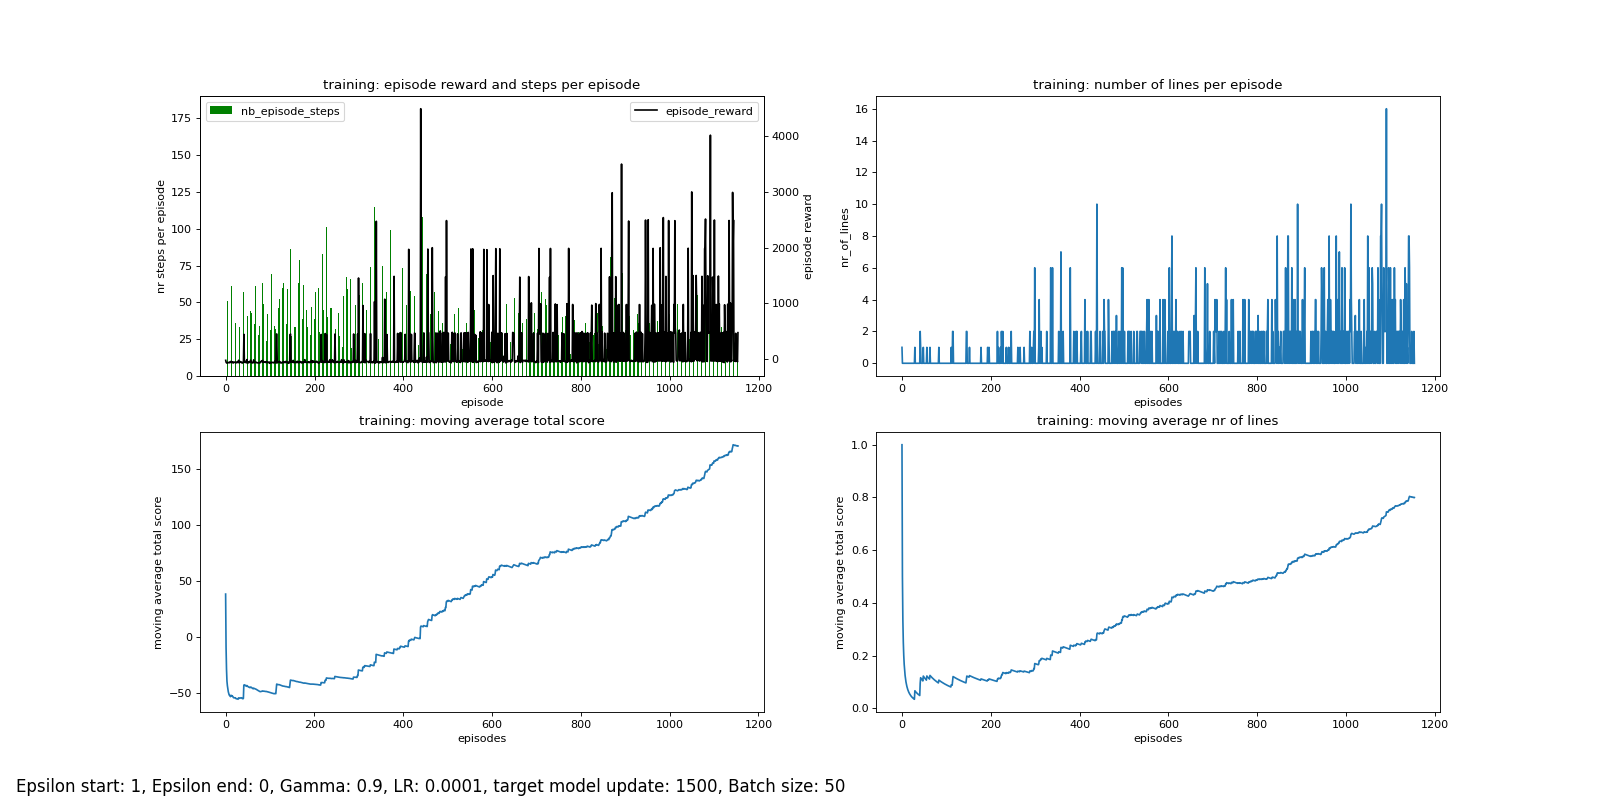 training: episode reward and steps per episode
nb_episode_steps
episode_reward
nr steps per episode
175
150
125
100
75
50
25
0
4000
3000
2000
1000
0
episode reward
0 200 400 600 800 1000 1200
episode
training: number of lines per episode
nr_of_lines
16
14
12
10
8
6
4
2
0
0 200 400 600 800 1000 1200
episodes
training: moving average total score
moving average total score
150
100
50
0
−50
0 200 400 600 800 1000 1200
episodes
training: moving average nr of lines
moving average total score
1.0
0.8
0.6
0.4
0.2
0.0
0 200 400 600 800 1000 1200
episodes
Epsilon start: 1, Epsilon end: 0, Gamma: 0.9, LR: 0.0001, target model update: 1500, Batch size: 50